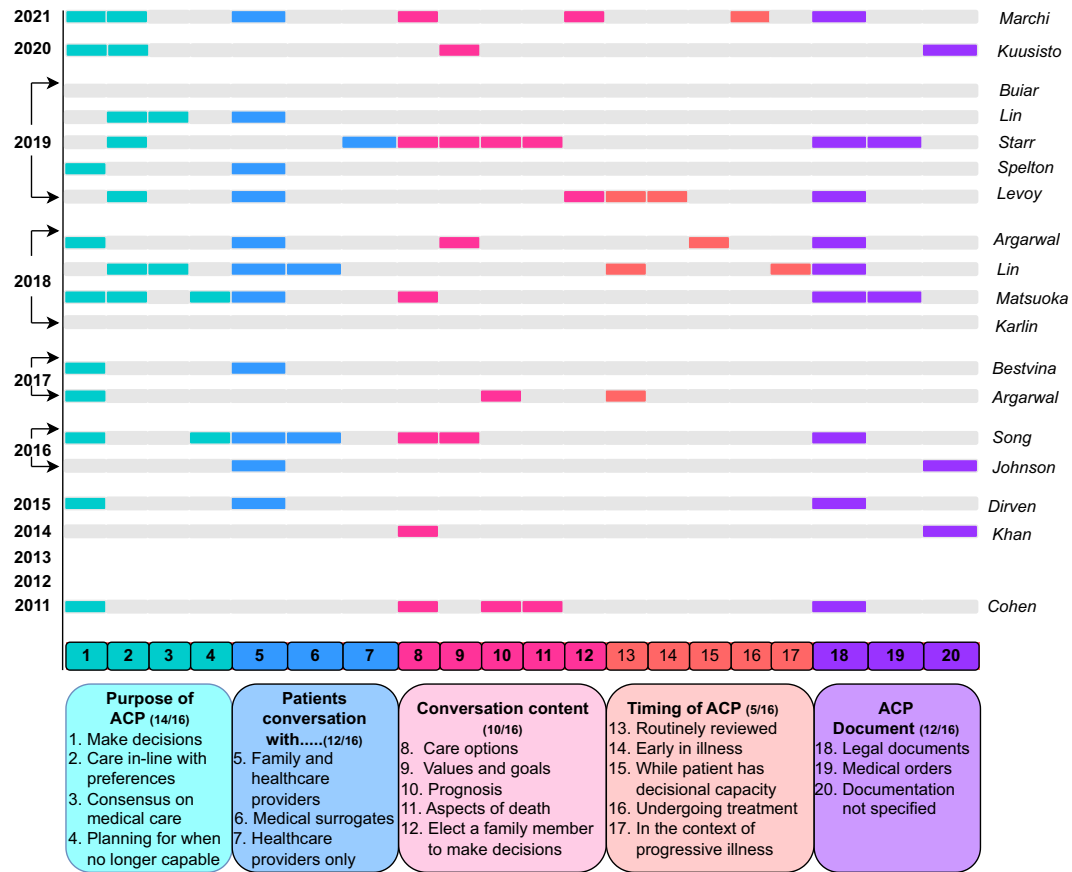 2021 Marchi
2020 Kuusisto
Buiar
Lin
2019 Starr
Spelton
Levoy
Argarwal
Lin
2018
Matsuoka
Karlin
Bestvina
2017
Argarwal
Song
2016
Johnson
2015 Dirven
2014 Khan
2013
2012
2011 Cohen
1 2 3 4 5 6 7 8 9 10 11 12 13 14 15 16 17 18 19 20
Purpose of
ACP (14/16)
1. Make decisions
2. Care in-line with
preferences
3. Consensus on
medical care
4. Planning for when
no longer capable
Patients
conversation
with.....(12/16)
5. Family and
healthcare
providers
6. Medical surrogates
7. Healthcare
providers only
Conversation content
(10/16)
8. Care options
9. Values and goals
10. Prognosis
11. Aspects of death
12. Elect a family member
to make decisions
Timing of ACP (5/16)
13. Routinely reviewed
14. Early in illness
15. While patient has
decisional capacity
16. Undergoing treatment
17. In the context of
progressive illness
ACP
Document (12/16)
18. Legal documents
19. Medical orders
20. Documentation
not specified